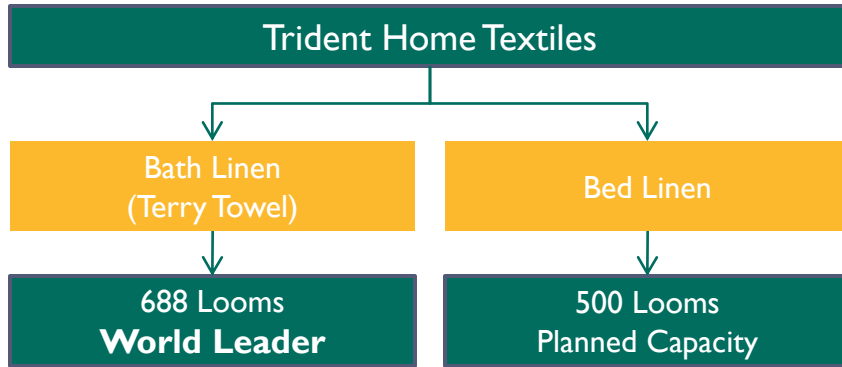 Trident Home Textiles
Bath Linen
(Terry Towel)
Bed Linen
688 Looms
World Leader
500 Looms
Planned Capacity